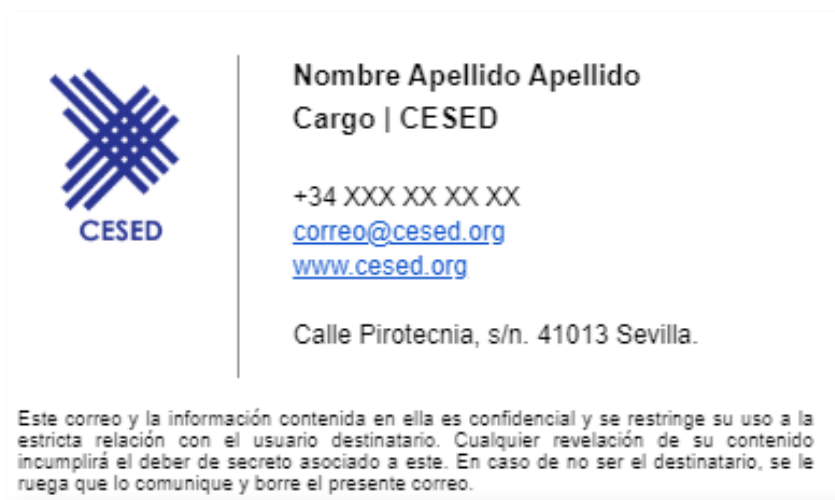 Nombre Apellido Apellido
Cargo | CESED
+34 XXX XX XX XX
correo@cesed.org
www.cesed.org
Calle Pirotecnia, s/n. 41013 Sevilla.
CESED
Este correo y la información contenida en ella es confidencial y se restringe su uso a la
estricta relación con el usuario destinatario. Cualquier revelación de su contenido
incumplirá el deber de secreto asociado a este. En caso de no ser el destinatario, se le
ruega que lo comunique y borre el presente correo.